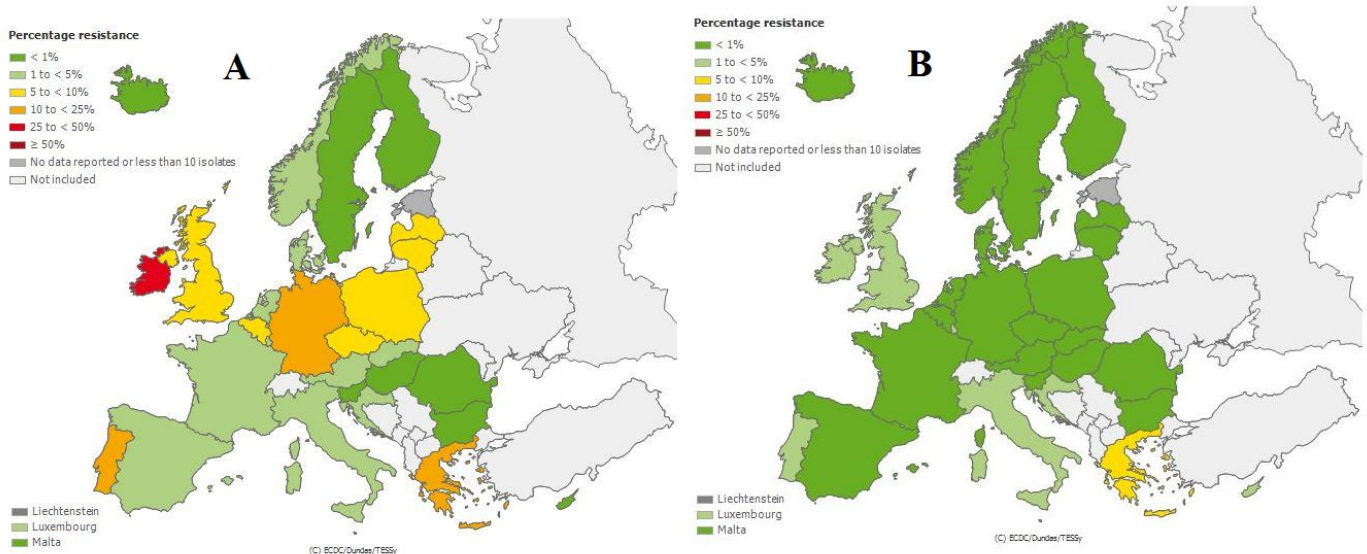 Percentage resistance
< 1%
1 to < 5%
5 to < 10%
10 to < 25%
25 to < 50%
≥ 50%
No data reported or less than 10 isolates
Not included
A
Liechtenstein
Luxembourg
Malta
(C) ECDC/Dundas/TESSy
Percentage resistance
< 1%
1 to < 5%
5 to < 10%
10 to < 25%
25 to < 50%
≥ 50%
No data reported or less than 10 isolates
Not included
B
Liechtenstein
Luxembourg
Malta
(C) ECDC/Dundas/TESSy